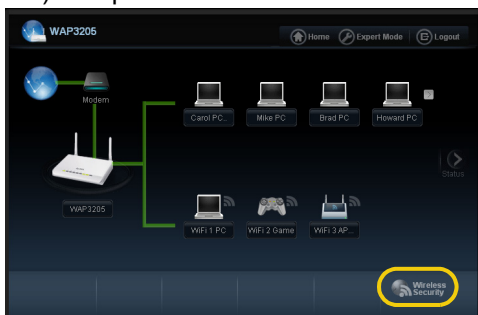 WAP3205
Home Expert Mode Logout
Modem
Carol PC.. Mike PC Brad PC Howard PC
Status
WAP3205
WiFi 1 PC WiFi 2 Game WiFi 3 AP...
Wireless
Security